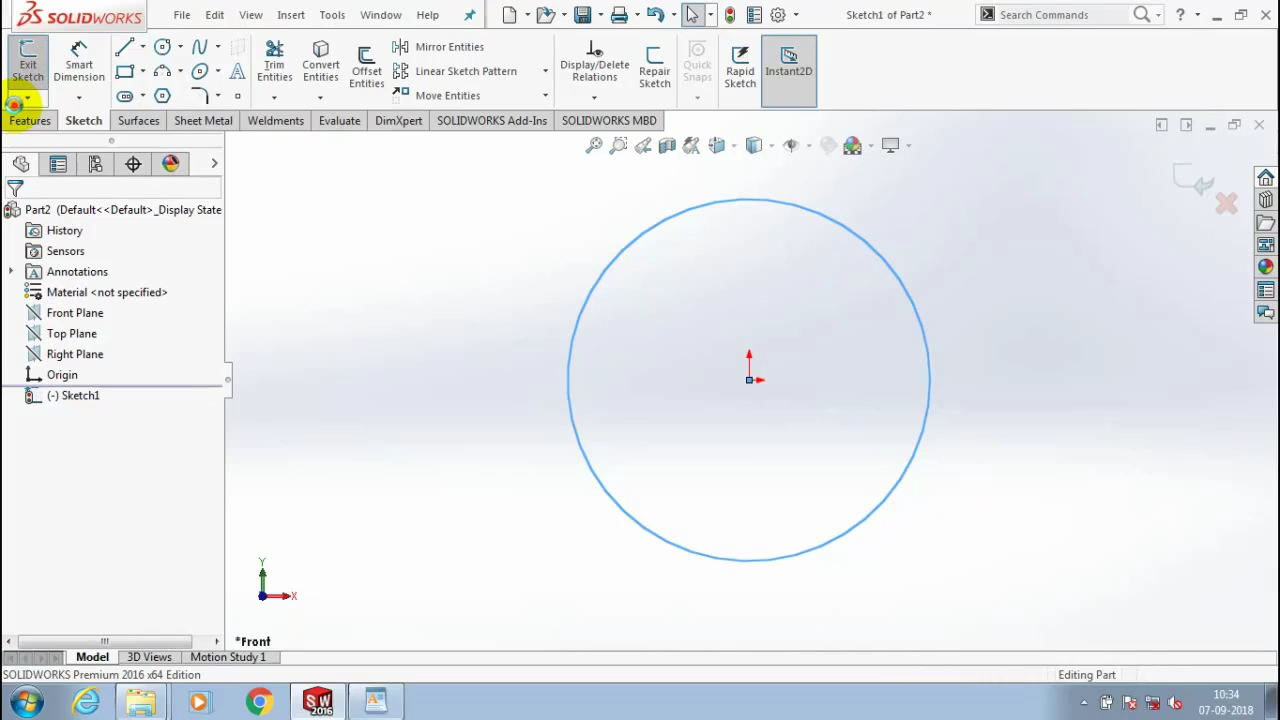 SOLIDWORKS File Edit View Insert Tools Window Help Sketch1 of Part2 * Search Commands ?
Exit Sketch Smart Dimension Trim Entities Convert Entities Offset Entities Mirror Entities Linear Sketch Pattern Move Entities Display/Delete Relations Repair Sketch Quick Snaps Rapid Sketch Instant2D
Features Sketch Surfaces Sheet Metal Weldments Evaluate DimXpert SOLIDWORKS Add-Ins SOLIDWORKS MBD
Part2 (Default<<Default>_Display State
History
Sensors
Annotations
Material <not specified>
Front Plane
Top Plane
Right Plane
Origin
(-) Sketch1
Y
X
*Front
Model 3D Views Motion Study 1
SOLIDWORKS Premium 2016 x64 Edition Editing Part
SW 2016
10:34
07-09-2018